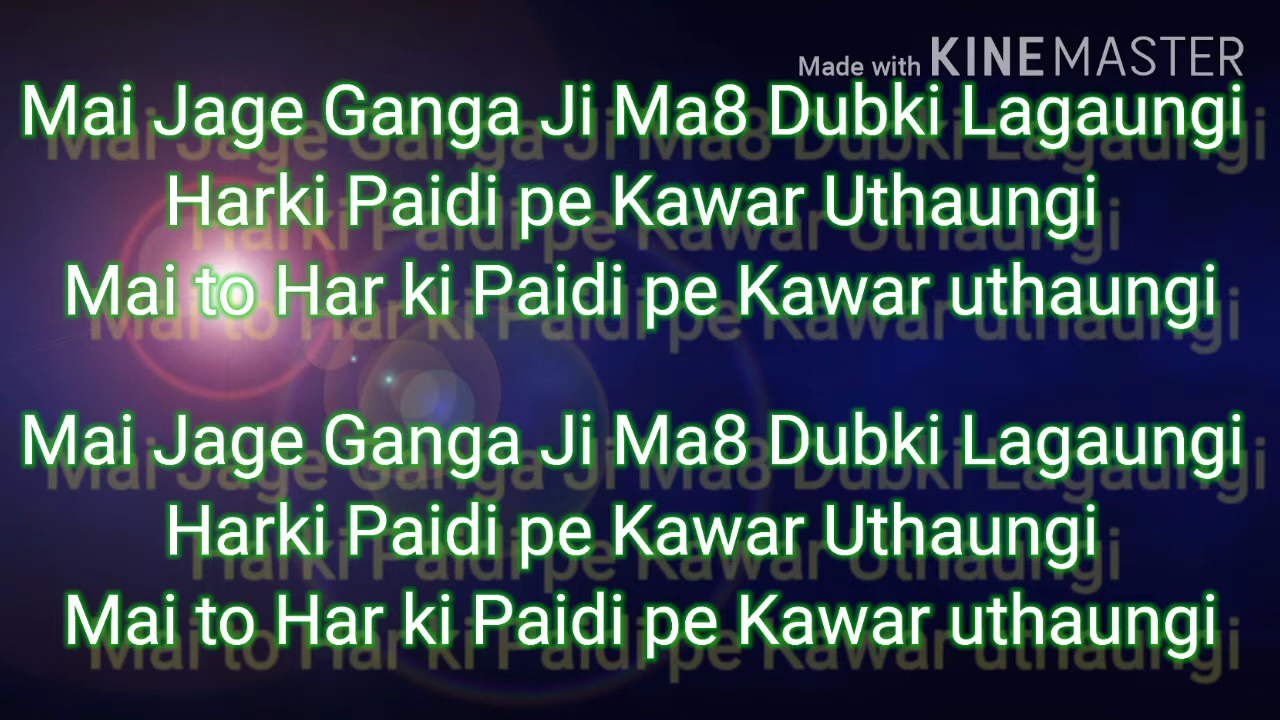 Made with KINEMASTER
Mai Jage Ganga Ji Ma8 Dubki Lagaungi
Harki Paidi pe Kawar Uthaungi
Mai to Har ki Paidi pe Kawar uthaungi
Mai Jage Ganga Ji Ma8 Dubki Lagaungi
Harki Paidi pe Kawar Uthaungi
Mai to Har ki Paidi pe Kawar uthaungi